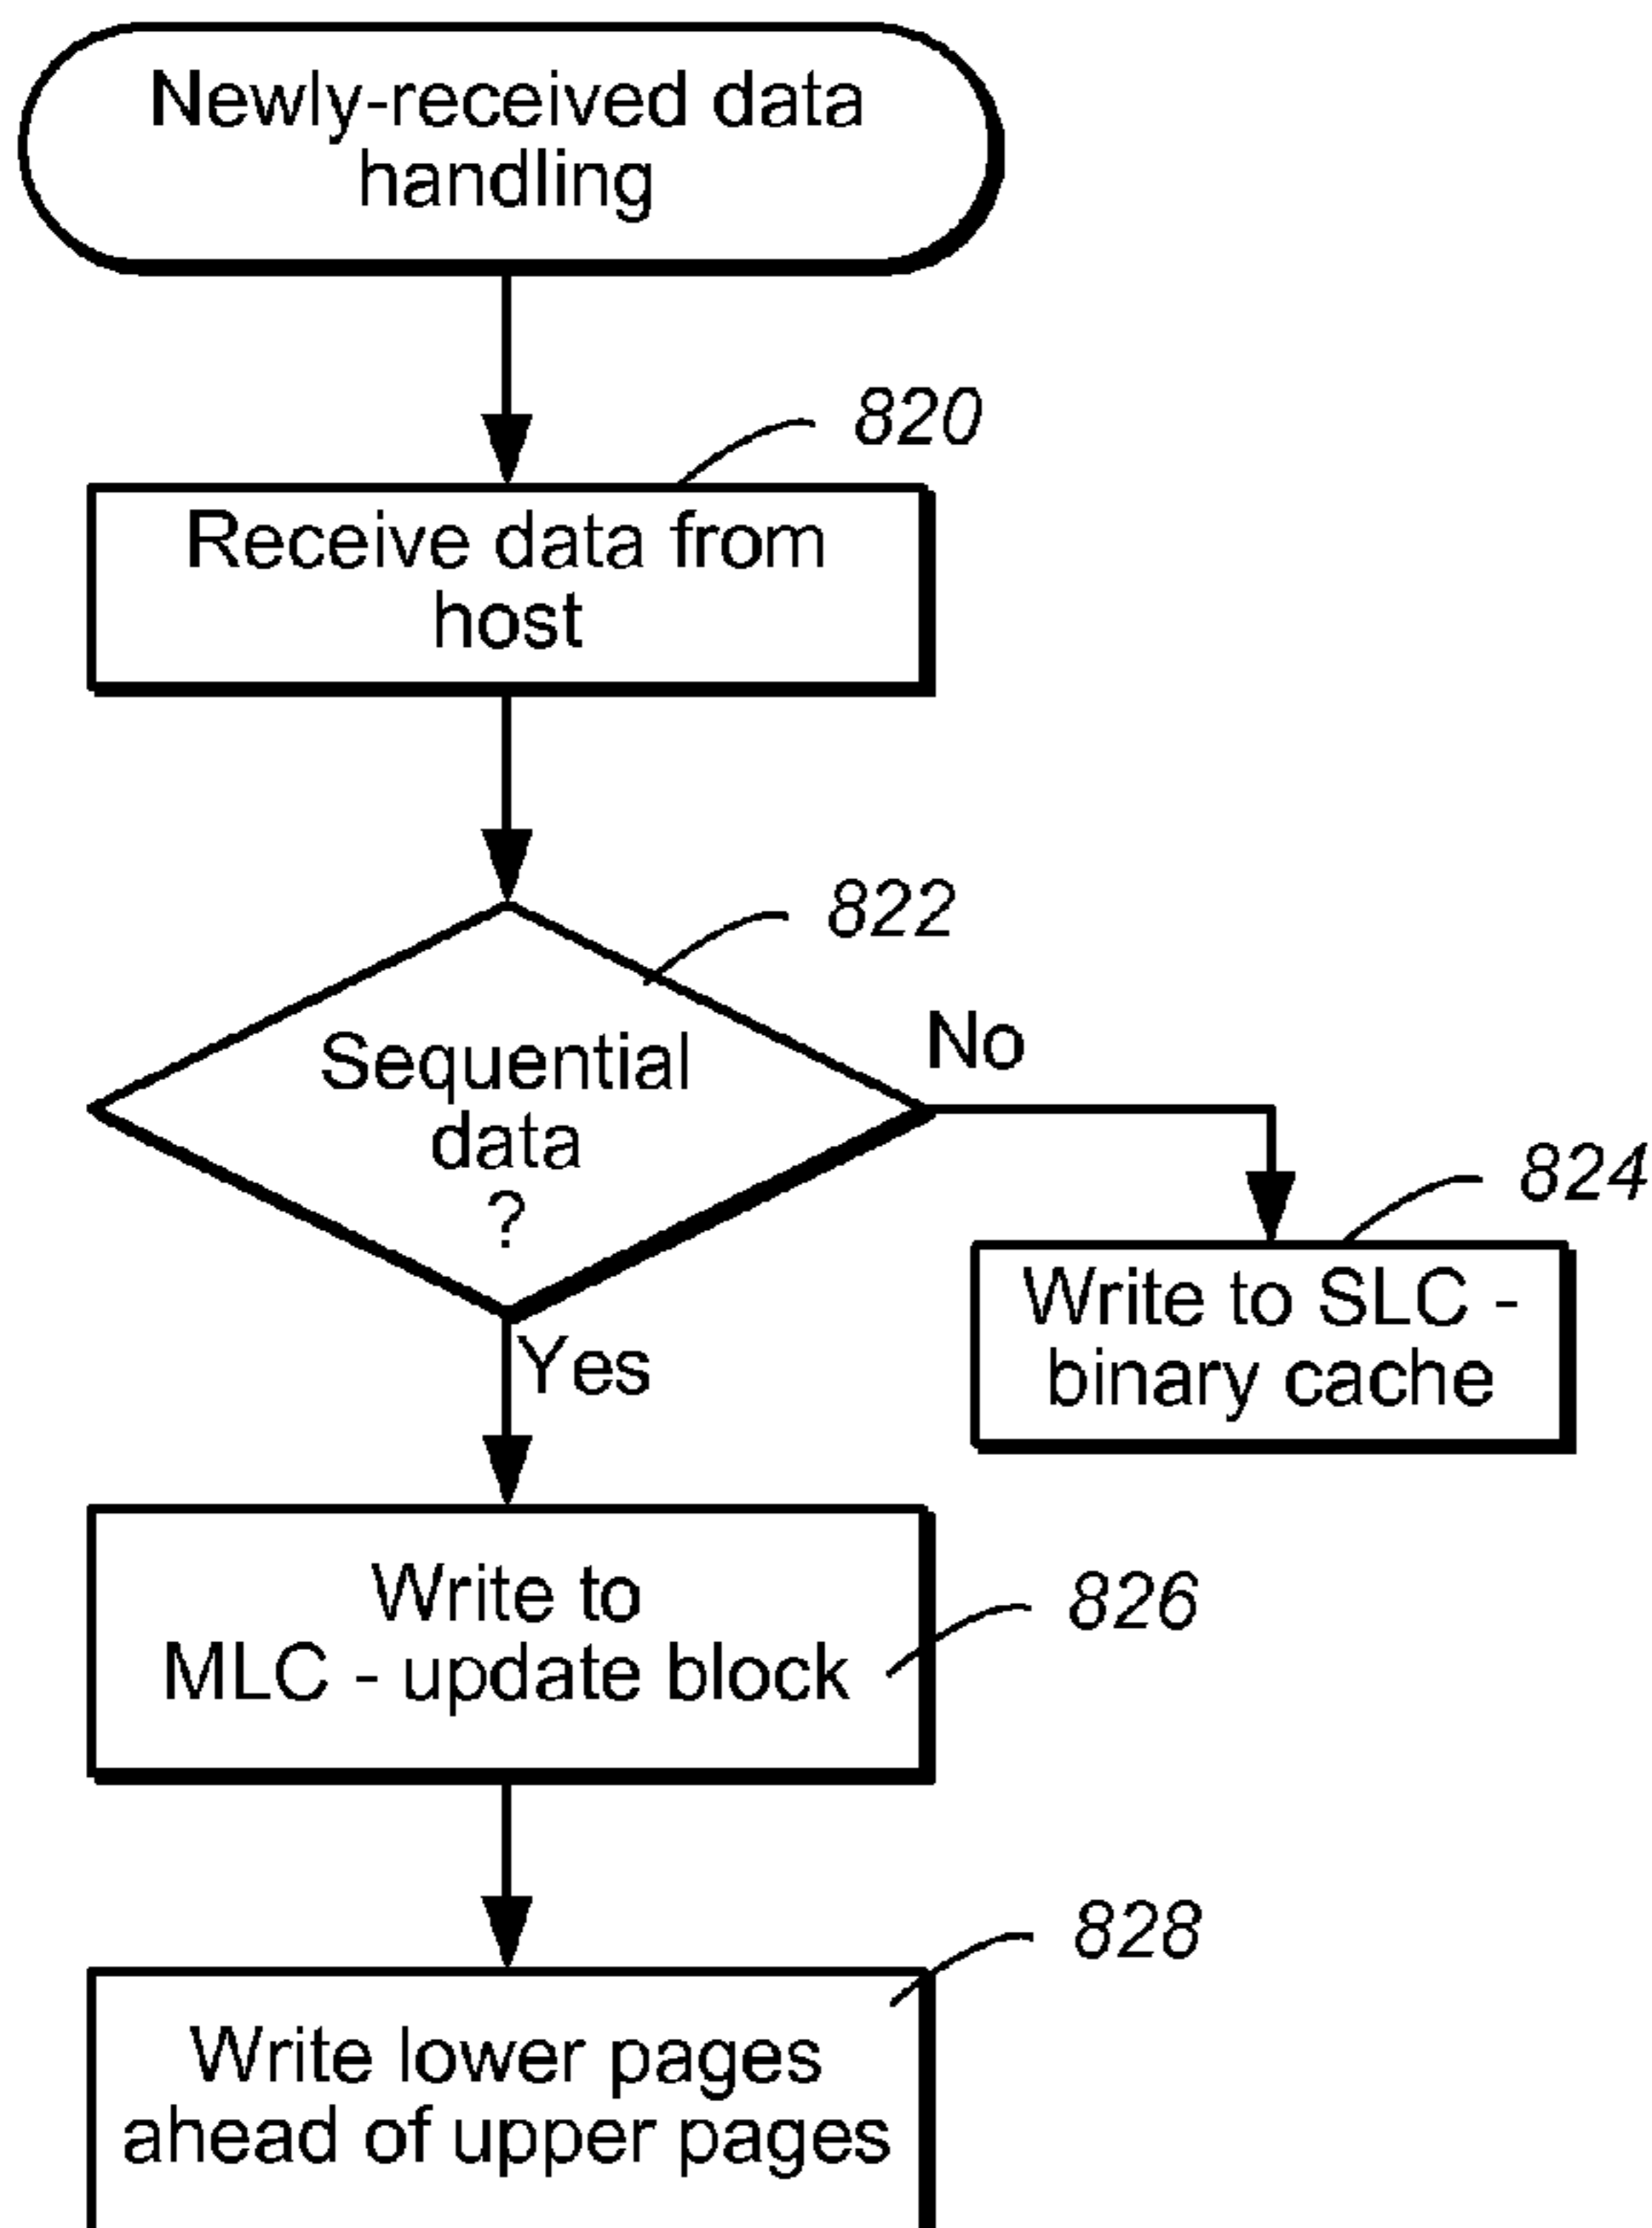 Newly-received data
handling
820
Receive data from
host
822
Sequential
data
?
No
824
Write to SLC -
binary cache
Yes
826
Write to
MLC - update block
828
Write lower pages
ahead of upper pages